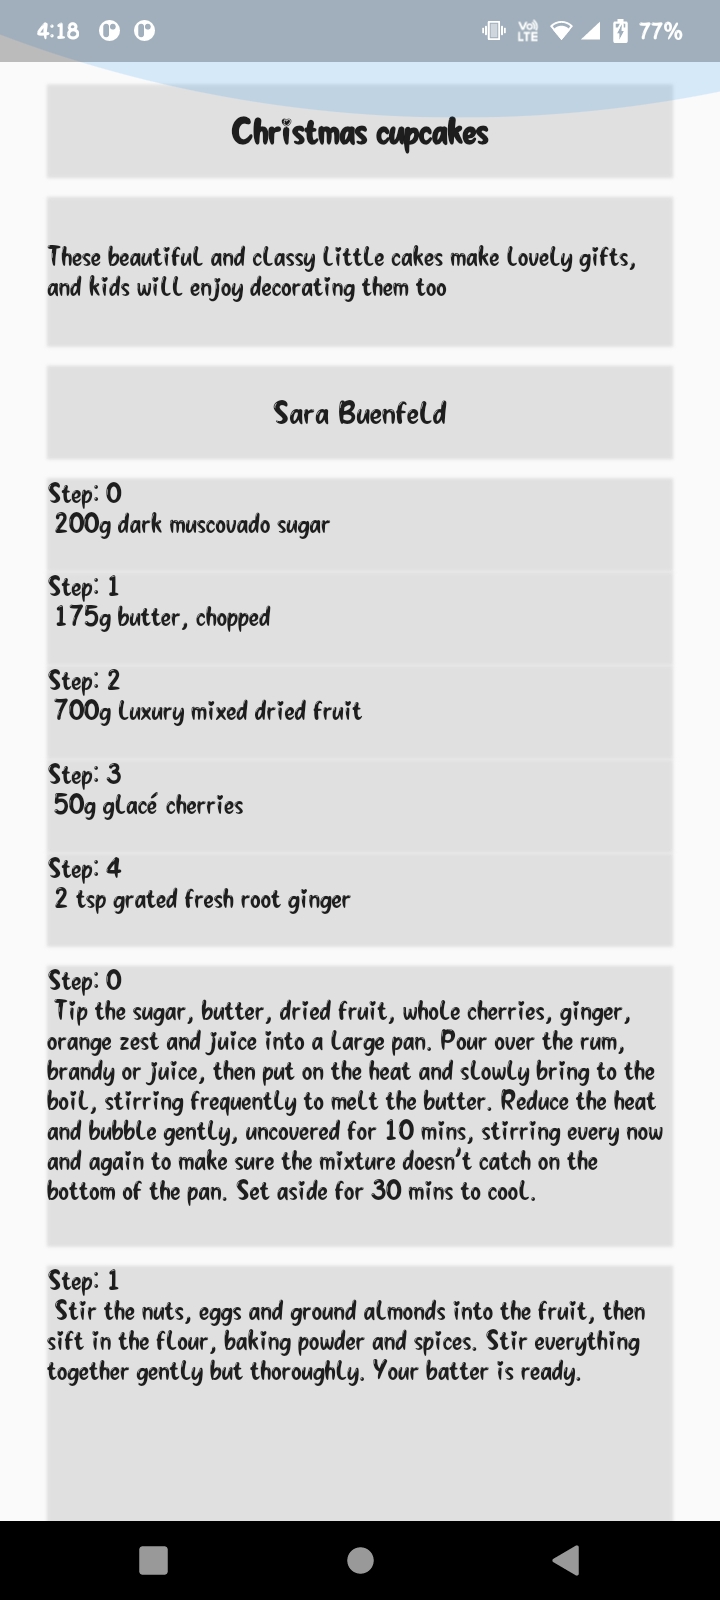 4:18
Vo) LTE
77%
Christmas cupcakes
These beautiful and classy little cakes make lovely gifts,
and kids will enjoy decorating them too
Sara Buenfeld
Step: 0
200g dark muscovado sugar
Step: 1
175g butter, chopped
Step: 2
700g luxury mixed dried fruit
Step: 3
50g glacé cherries
Step: 4
2 tsp grated fresh root ginger
Step: 0
Tip the sugar, butter, dried fruit, whole cherries, ginger,
orange zest and juice into a large pan. Pour over the rum,
brandy or juice, then put on the heat and slowly bring to the
boil, stirring frequently to melt the butter. Reduce the heat
and bubble gently, uncovered for 10 mins, stirring every now
and again to make sure the mixture doesn't catch on the
bottom of the pan. Set aside for 30 mins to cool.
Step: 1
Stir the nuts, eggs and ground almonds into the fruit, then
sift in the flour, baking powder and spices. Stir everything
together gently but thoroughly. Your batter is ready.